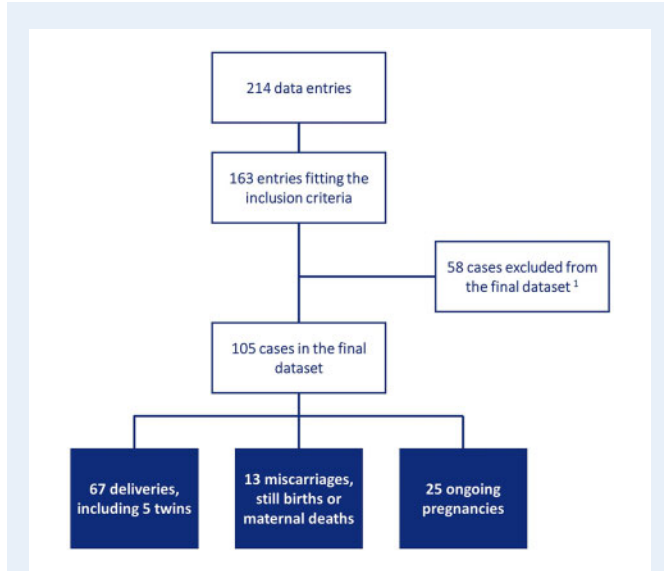 214 data entries
163 entries fitting the
inclusion criteria
58 cases excluded from
the final dataset ¹
105 cases in the final
dataset
67 deliveries,
including 5 twins
13 miscarriages,
still births or
maternal deaths
25 ongoing
pregnancies